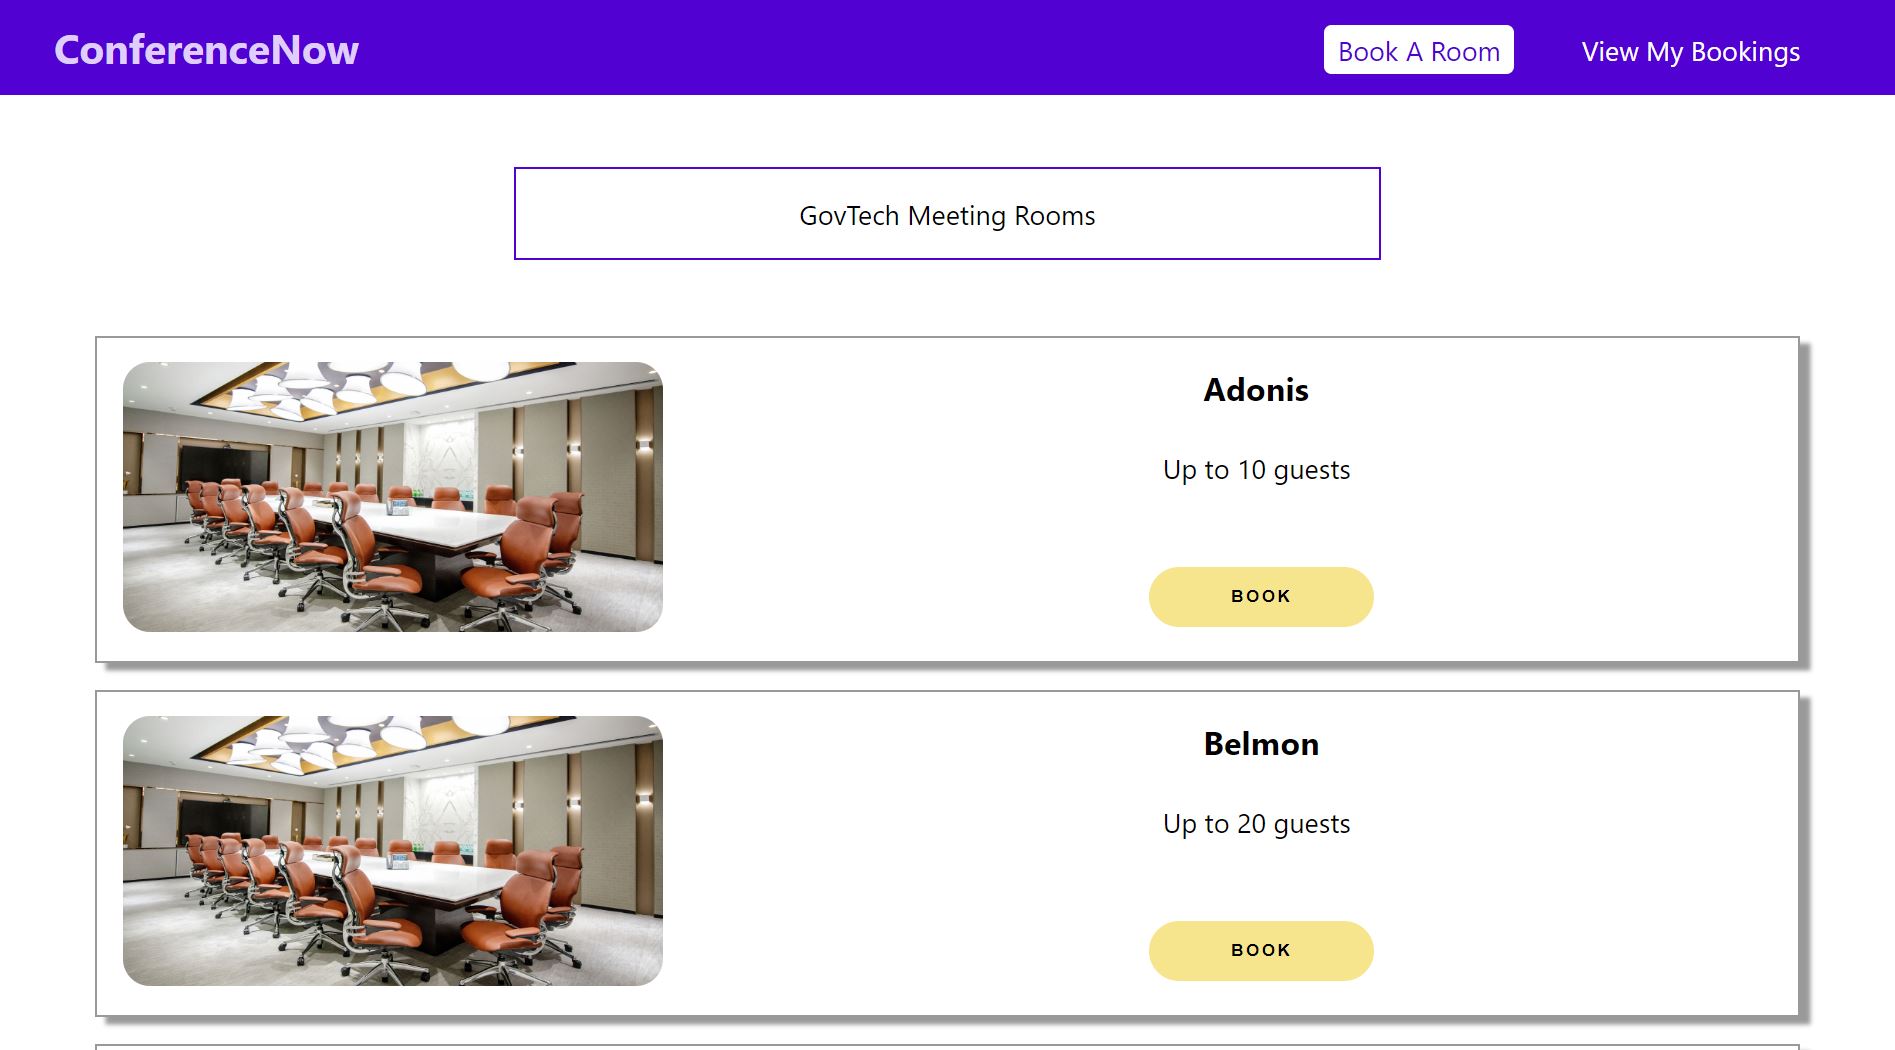 ConferenceNow
Book A Room
View My Bookings
GovTech Meeting Rooms
Adonis
Up to 10 guests
BOOK
Belmon
Up to 20 guests
BOOK